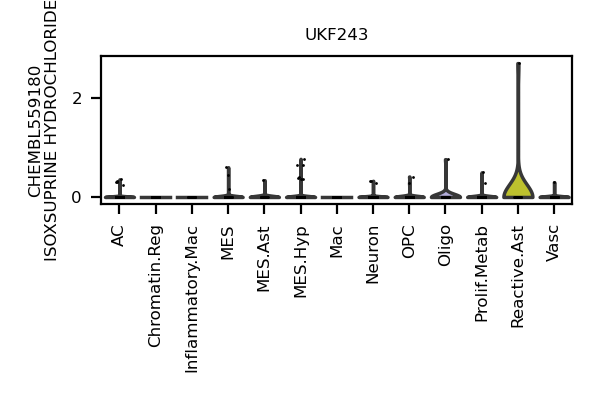 UKF243
CHEMBL559180
ISOXSUPRINE HYDROCHLORIDE
2
0
AC
Chromatin.Reg
Inflammatory.Mac
MES
MES.Ast
MES.Hyp
Mac
Neuron
OPC
Oligo
Prolif.Metab
Reactive.Ast
Vasc